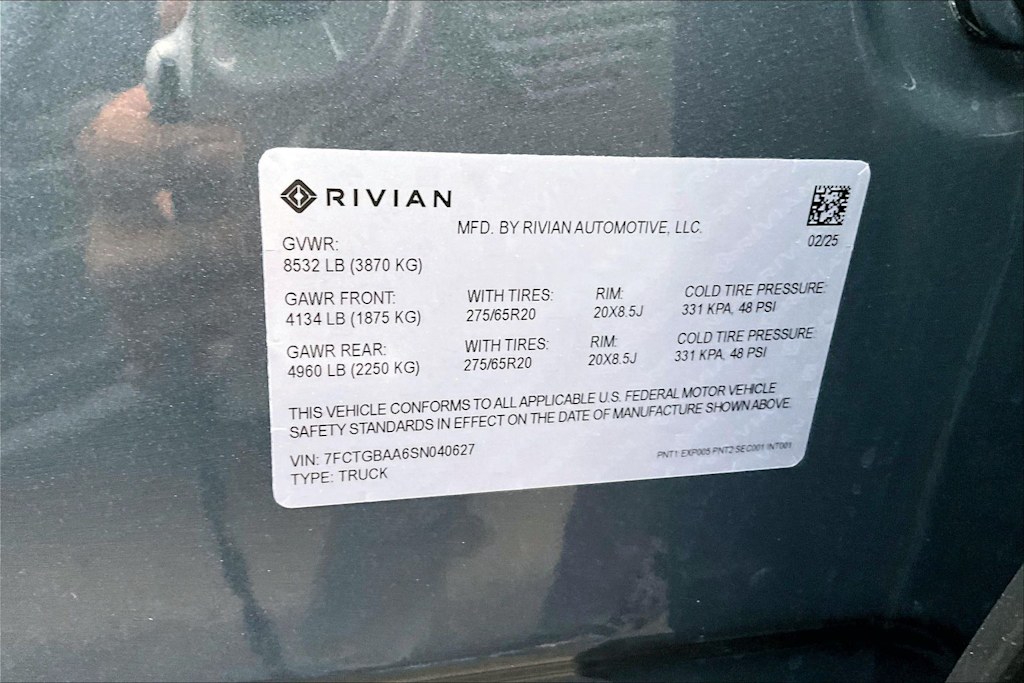 RIVIAN
MFD. BY RIVIAN AUTOMOTIVE, LLC.
02/25
GVWR:
8532 LB (3870 KG)
GAWR FRONT: WITH TIRES: RIM: COLD TIRE PRESSURE:
4134 LB (1875 KG) 275/65R20 20X8.5J 331 KPA, 48 PSI
GAWR REAR: WITH TIRES: RIM: COLD TIRE PRESSURE:
4960 LB (2250 KG) 275/65R20 20X8.5J 331 KPA, 48 PSI
THIS VEHICLE CONFORMS TO ALL APPLICABLE U.S. FEDERAL MOTOR VEHICLE
SAFETY STANDARDS IN EFFECT ON THE DATE OF MANUFACTURE SHOWN ABOVE.
VIN: 7FCTGBAA6SN040627
PNT1:EXP005 PNT2:SEC001 INT001
TYPE: TRUCK